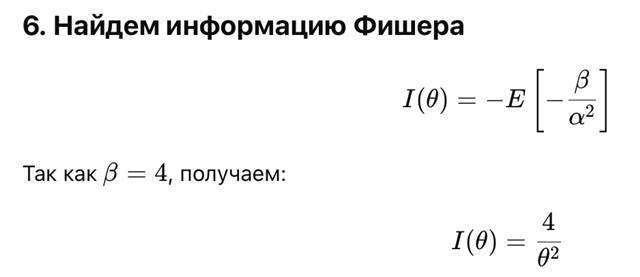 6. Найдем информацию Фишера
I(θ) = −E [−β/α²]
Так как β = 4, получаем:
I(θ) = 4/θ²